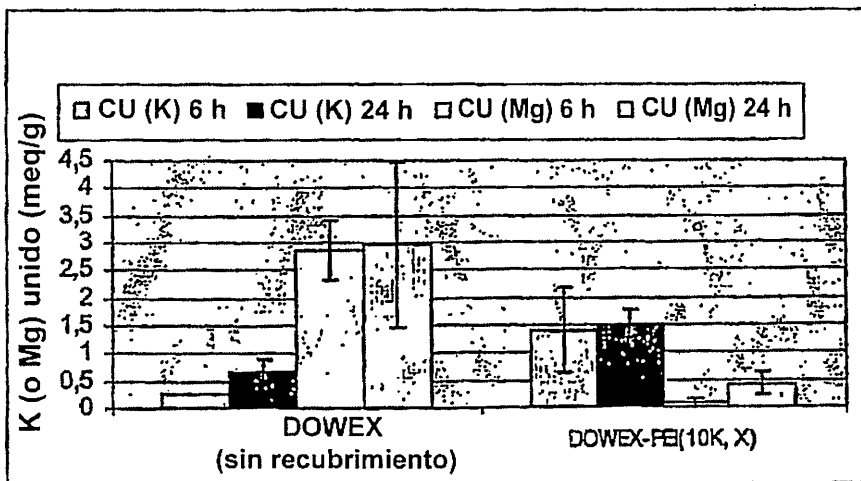 CU (K) 6 h CU (K) 24 h CU (Mg) 6 h CU (Mg) 24 h
K (o Mg) unido (meq/g)
4,5
4
3,5
3
2,5
2
1,5
1
0,5
0
DOWEX
(sin recubrimiento)
DOWEX-PEI(10K, X)